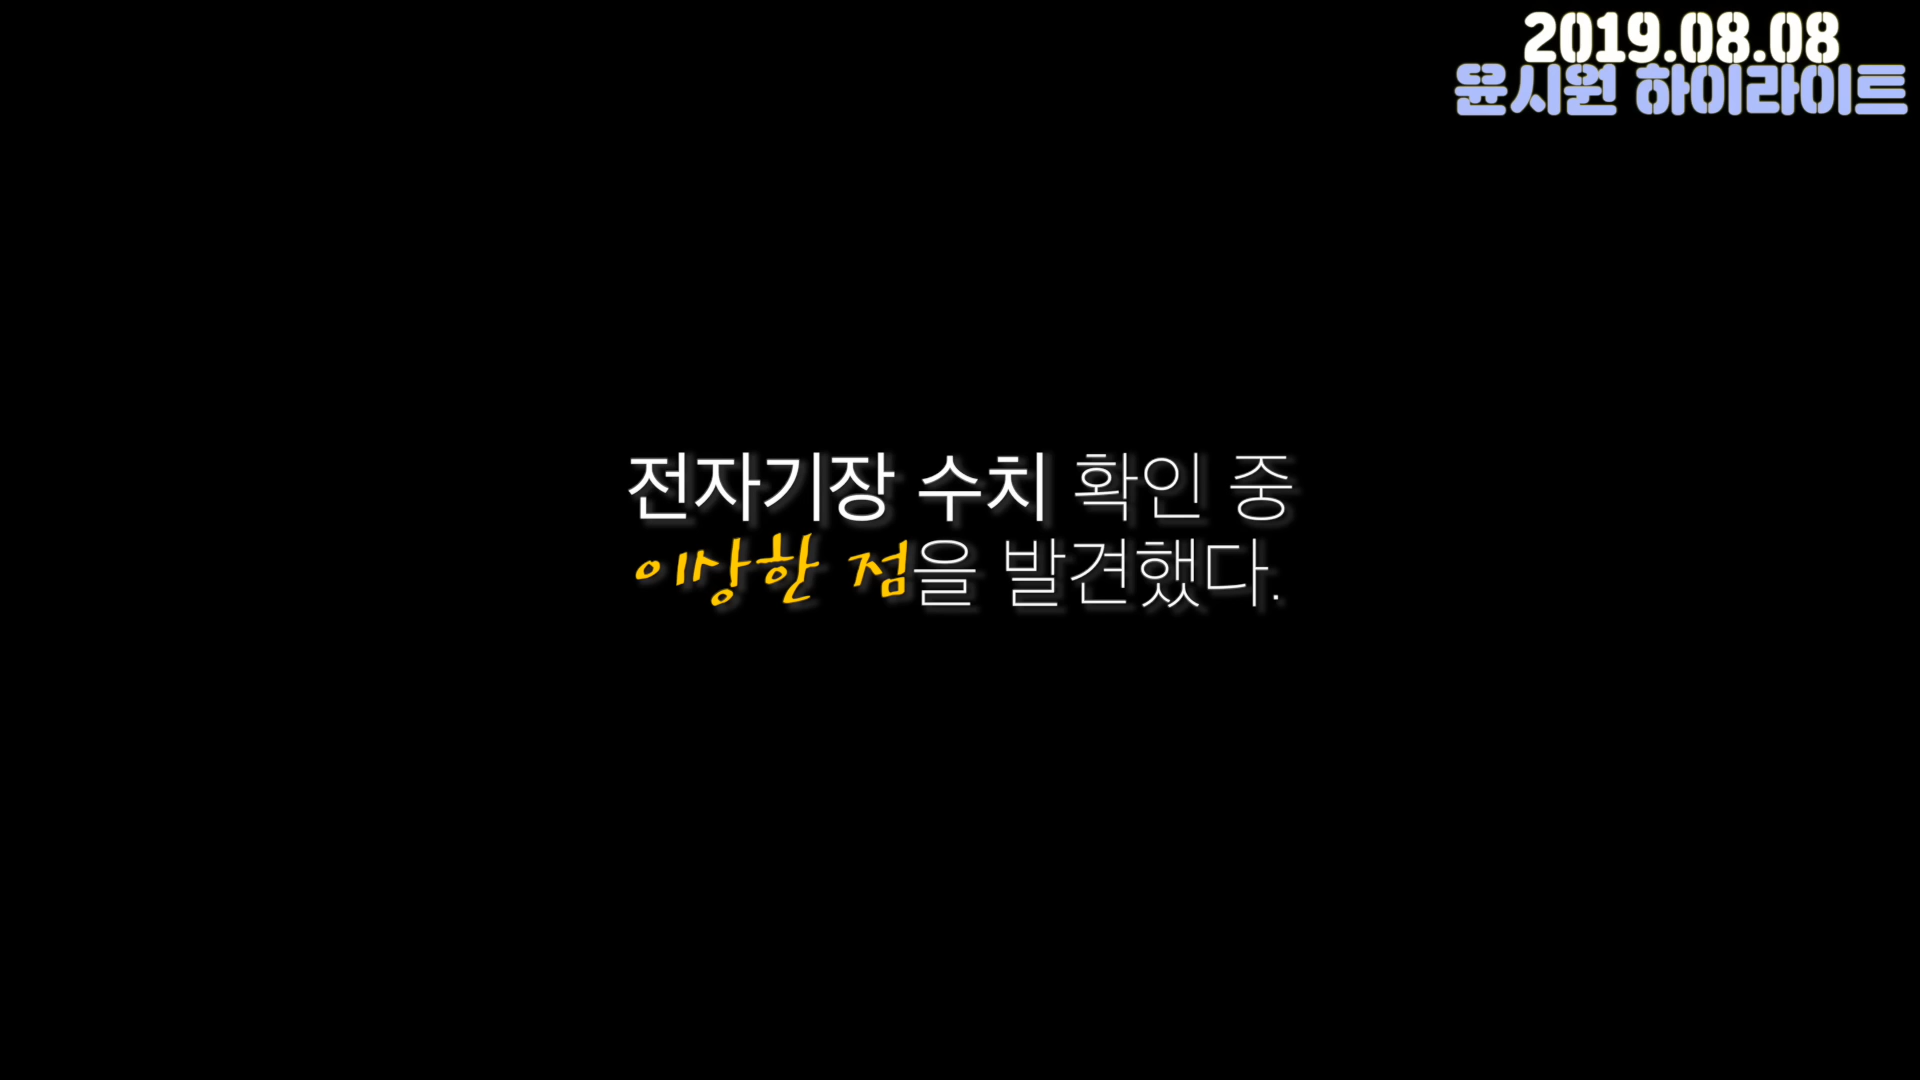 2019.08.08
윤시원 하이라이트
전자기장 수치 확인 중
이상한 점을 발견했다.